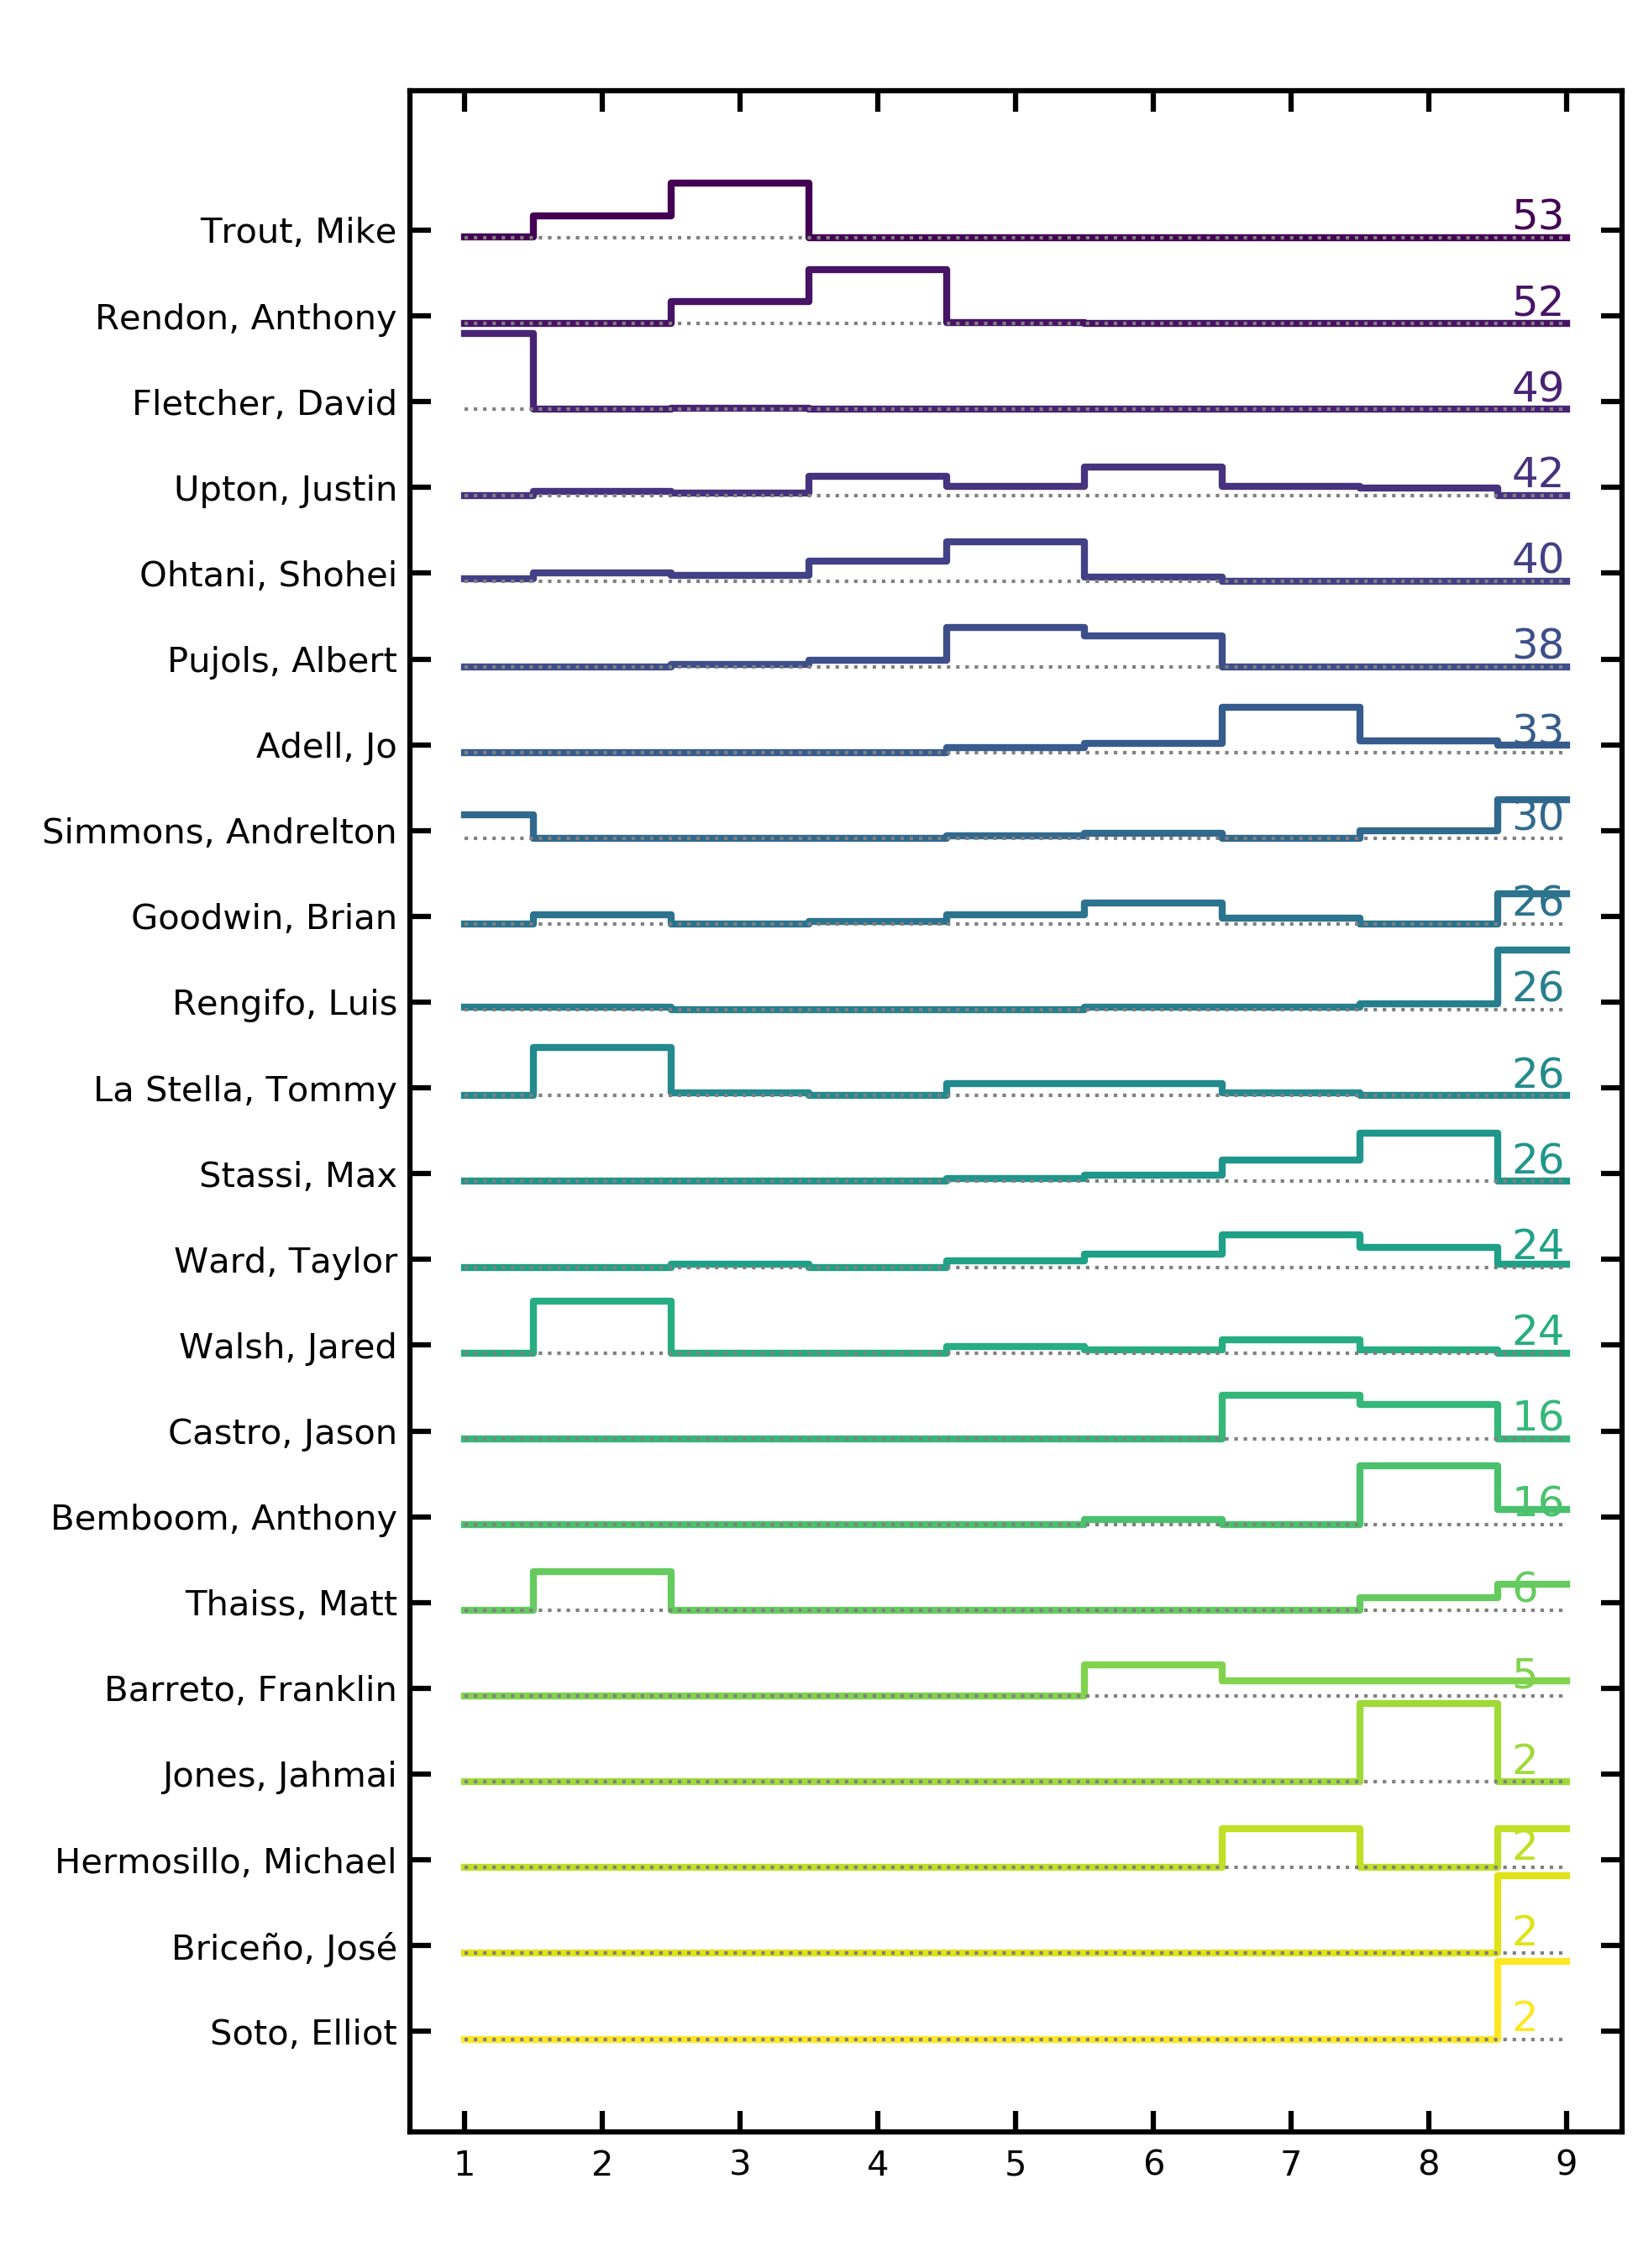 Trout, Mike 53
Rendon, Anthony 52
Fletcher, David 49
Upton, Justin 42
Ohtani, Shohei 40
Pujols, Albert 38
Adell, Jo 33
Simmons, Andrelton 30
Goodwin, Brian 26
Rengifo, Luis 26
La Stella, Tommy 26
Stassi, Max 26
Ward, Taylor 24
Walsh, Jared 24
Castro, Jason 16
Bemboom, Anthony 16
Thaiss, Matt 6
Barreto, Franklin 5
Jones, Jahmai 2
Hermosillo, Michael 2
Briceño, José 2
Soto, Elliot 2
1 2 3 4 5 6 7 8 9